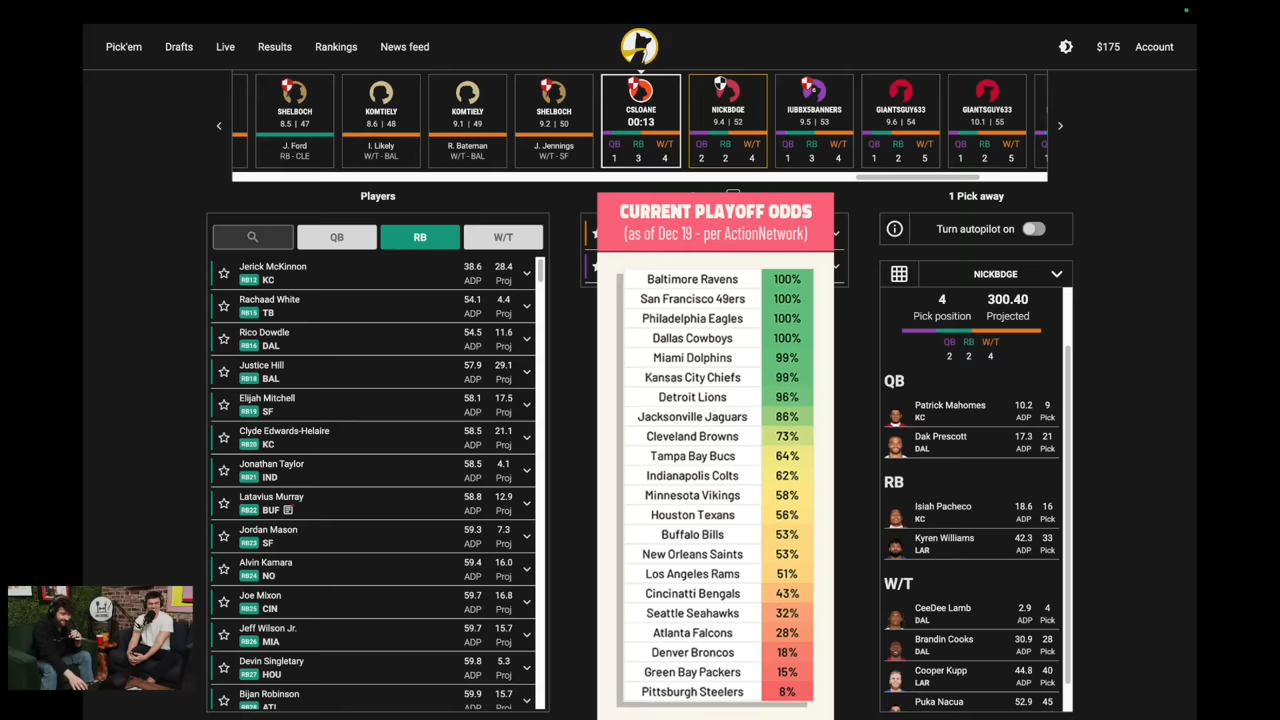 Pick'em Drafts Live Results Rankings News feed $175 Account
SHELBOCH KOMTIELY KOMTIELY SHELBOCH CSLOANE NICKBDGE IUBBX5BANNERS GIANTSGUY633 GIANTSGUY633
8.5 | 47 8.6 | 48 9.1 | 49 9.2 | 50 00:13 9.4 | 52 9.5 | 53 9.6 | 54 10.1 | 55
J. Ford I. Likely R. Bateman J. Jennings QB RB W/T QB RB W/T QB RB W/T QB RB W/T QB RB W/T
RB - CLE W/T - BAL W/T - BAL W/T - SF 1 3 4 2 2 4 1 3 4 1 2 5 1 2 5
Players
QB RB W/T
Jerick McKinnon 38.6 28.4
RB12 KC ADP Proj
Rachaad White 54.1 4.4
RB15 TB ADP Proj
Rico Dowdle 54.5 11.6
RB16 DAL ADP Proj
Justice Hill 57.9 29.1
RB18 BAL ADP Proj
Elijah Mitchell 58.1 17.5
RB19 SF ADP Proj
Clyde Edwards-Helaire 58.5 21.1
RB20 KC ADP Proj
Jonathan Taylor 58.5 4.1
RB21 IND ADP Proj
Latavius Murray 58.8 12.9
RB22 BUF ADP Proj
Jordan Mason 59.3 7.3
RB23 SF ADP Proj
Alvin Kamara 59.4 16.0
RB24 NO ADP Proj
Joe Mixon 59.7 16.8
RB25 CIN ADP Proj
Jeff Wilson Jr. 59.7 15.7
RB26 MIA ADP Proj
Devin Singletary 59.8 5.3
RB27 HOU ADP Proj
Bijan Robinson 59.9 15.7
RB28 ATL ADP Proj
CURRENT PLAYOFF ODDS
(as of Dec 19 - per ActionNetwork)
Baltimore Ravens 100%
San Francisco 49ers 100%
Philadelphia Eagles 100%
Dallas Cowboys 100%
Miami Dolphins 99%
Kansas City Chiefs 99%
Detroit Lions 96%
Jacksonville Jaguars 86%
Cleveland Browns 73%
Tampa Bay Bucs 64%
Indianapolis Colts 62%
Minnesota Vikings 58%
Houston Texans 56%
Buffalo Bills 53%
New Orleans Saints 53%
Los Angeles Rams 51%
Cincinatti Bengals 43%
Seattle Seahawks 32%
Atlanta Falcons 28%
Denver Broncos 18%
Green Bay Packers 15%
Pittsburgh Steelers 8%
1 Pick away
Turn autopilot on
NICKBDGE
4 300.40
Pick position Projected
QB RB W/T
2 2 4
QB
Patrick Mahomes 10.2 9
KC ADP Pick
Dak Prescott 17.3 21
DAL ADP Pick
RB
Isiah Pacheco 18.6 16
KC ADP Pick
Kyren Williams 42.3 33
LAR ADP Pick
W/T
CeeDee Lamb 2.9 4
DAL ADP Pick
Brandin Cooks 30.9 28
DAL ADP Pick
Cooper Kupp 44.8 40
LAR ADP Pick
Puka Nacua 52.9 45